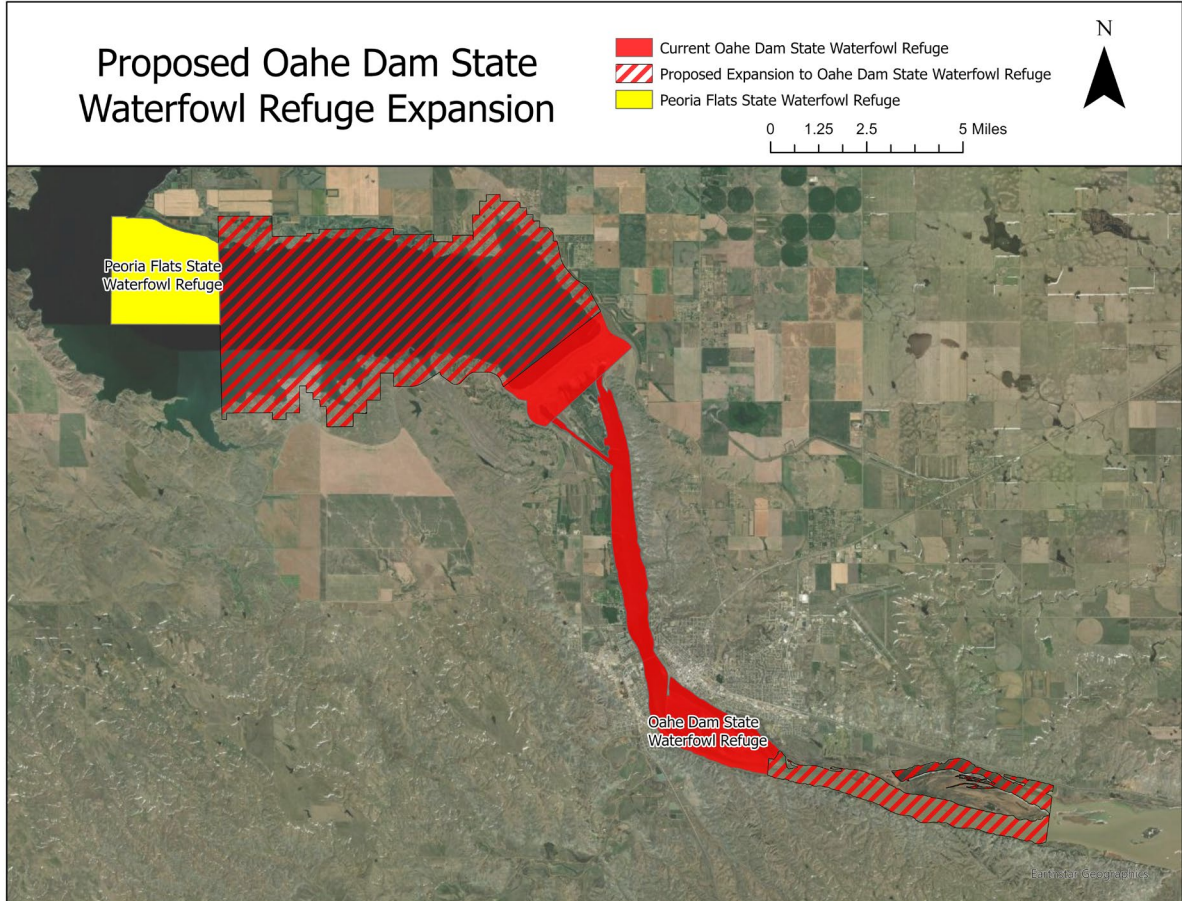 Proposed Oahe Dam State
Waterfowl Refuge Expansion
Current Oahe Dam State Waterfowl Refuge
Proposed Expansion to Oahe Dam State Waterfowl Refuge
Peoria Flats State Waterfowl Refuge
N
0 1.25 2.5 5 Miles
Peoria Flats State
Waterfowl Refuge
Oahe Dam State
Waterfowl Refuge
Earthstar Geographics